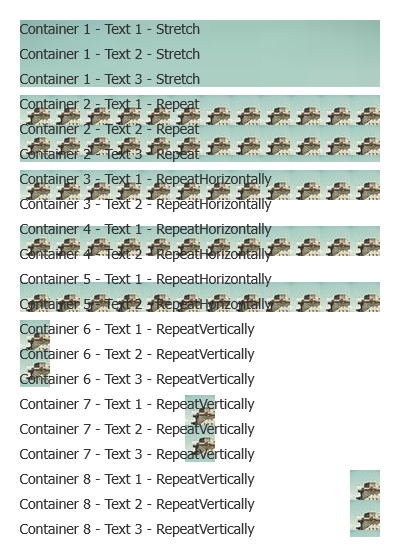 Container 1 - Text 1 - Stretch
Container 1 - Text 2 - Stretch
Container 1 - Text 3 - Stretch
Container 2 - Text 1 - Repeat
Container 2 - Text 2 - Repeat
Container 2 - Text 3 - Repeat
Container 3 - Text 1 - RepeatHorizontally
Container 3 - Text 2 - RepeatHorizontally
Container 4 - Text 1 - RepeatHorizontally
Container 4 - Text 2 - RepeatHorizontally
Container 5 - Text 1 - RepeatHorizontally
Container 5 - Text 2 - RepeatHorizontally
Container 6 - Text 1 - RepeatVertically
Container 6 - Text 2 - RepeatVertically
Container 6 - Text 3 - RepeatVertically
Container 7 - Text 1 - RepeatVertically
Container 7 - Text 2 - RepeatVertically
Container 7 - Text 3 - RepeatVertically
Container 8 - Text 1 - RepeatVertically
Container 8 - Text 2 - RepeatVertically
Container 8 - Text 3 - RepeatVertically